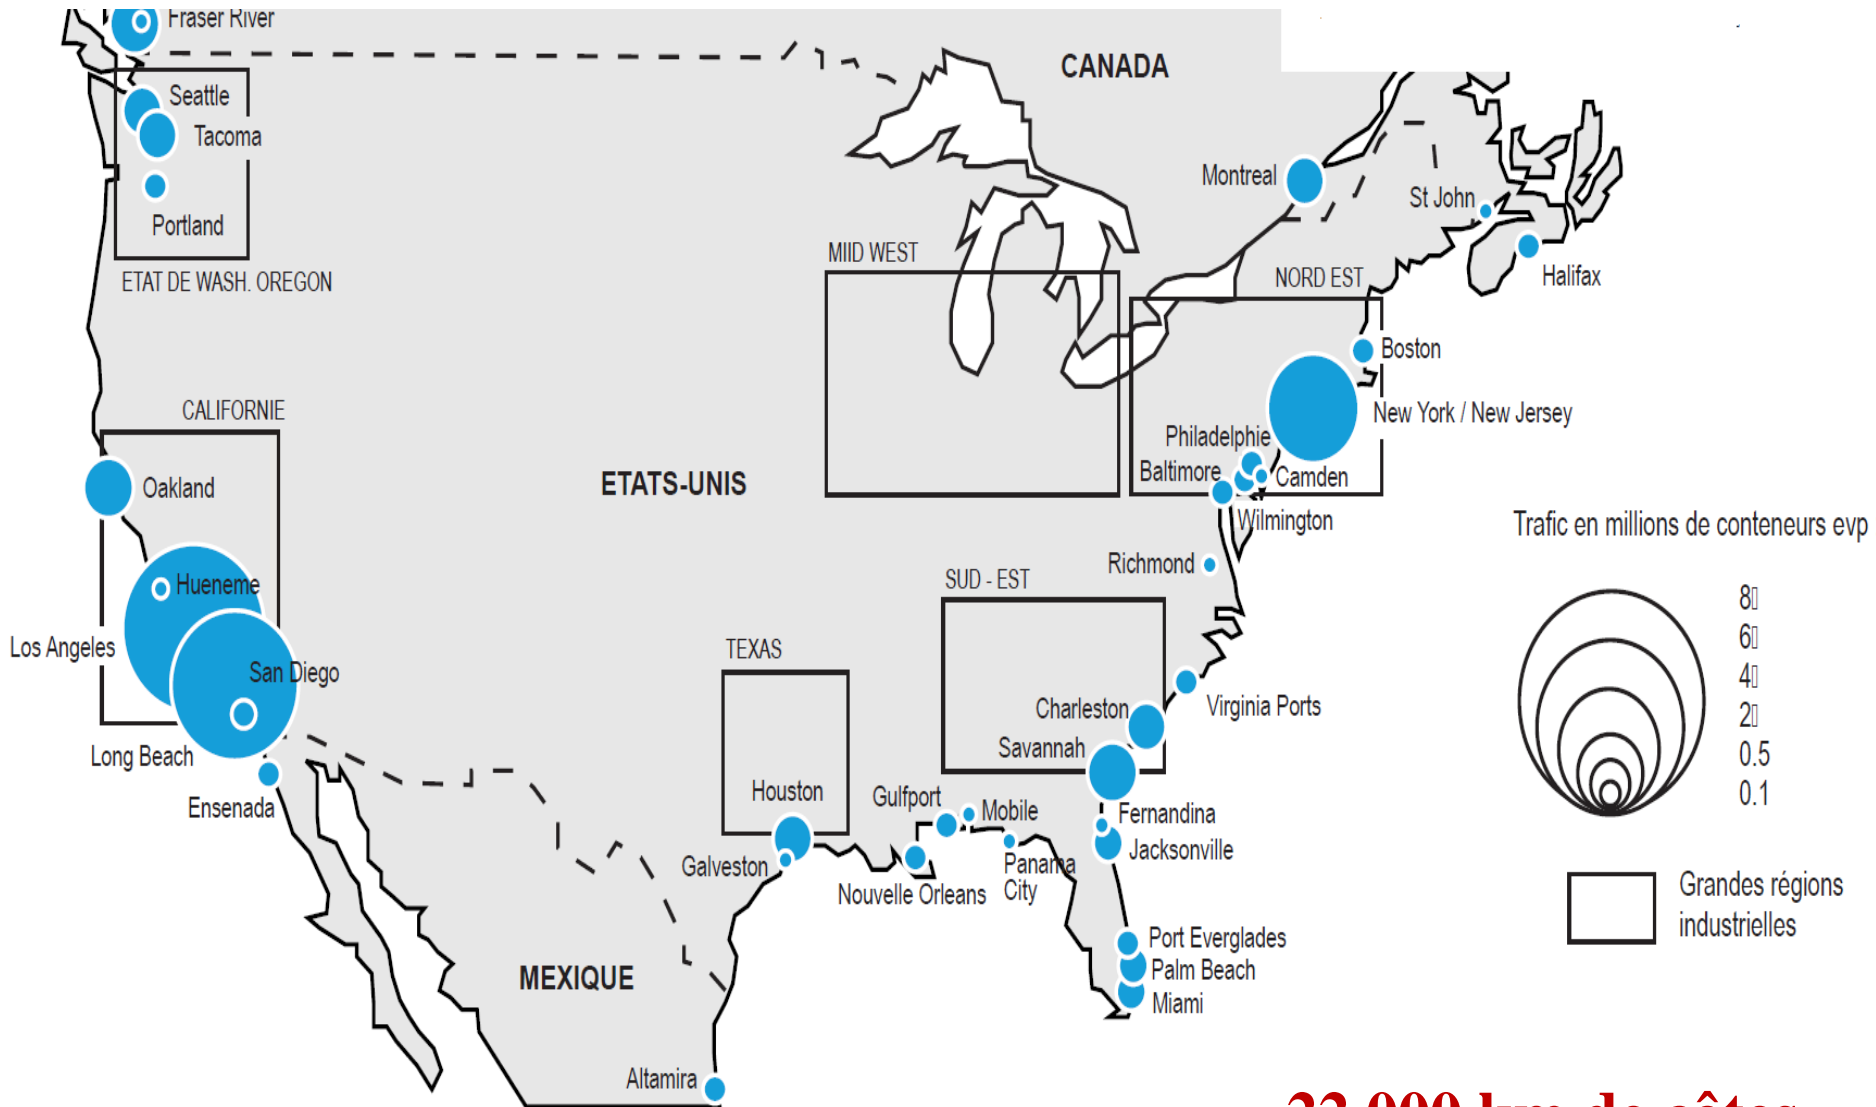 Fraser River
CANADA
Seattle
Tacoma
Montreal
St John
Portland
MIID WEST
NORD EST
Halifax
ETAT DE WASH. OREGON
Boston
CALIFORNIE
New York / New Jersey
Philadelphie
Baltimore
Camden
ETATS-UNIS
Oakland
Wilmington
Trafic en millions de conteneurs evp
Richmond
SUD - EST
Hueneme
8
6
4
2
0.5
0.1
Los Angeles
TEXAS
San Diego
Charleston
Virginia Ports
Savannah
Long Beach
Ensenada
Houston
Gulfport
Mobile
Fernandina
Jacksonville
Galveston
Panama
City
Nouvelle Orleans
Grandes régions
industrielles
Port Everglades
Palm Beach
Miami
MEXIQUE
Altamira
000 km de côtes